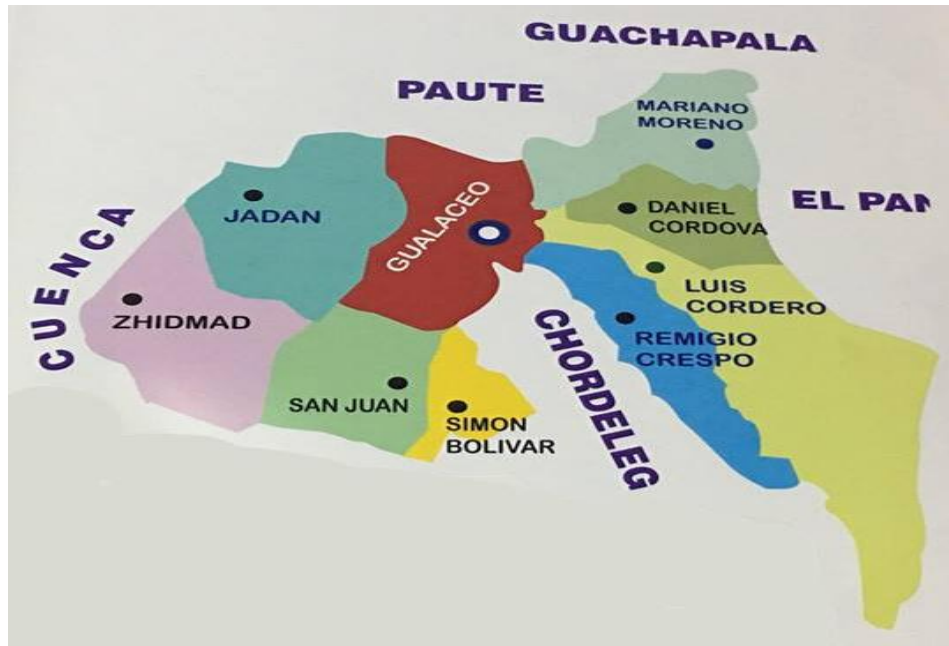 GUACHAPALA
PAUTE
MARIANO
MORENO
JADAN
GUALACEO
DANIEL
CORDOVA
EL PAN
CUENCA
ZHIDMAD
LUIS
CORDERO
CHORDELEG
REMIGIO
CRESPO
SAN JUAN
SIMON
BOLIVAR